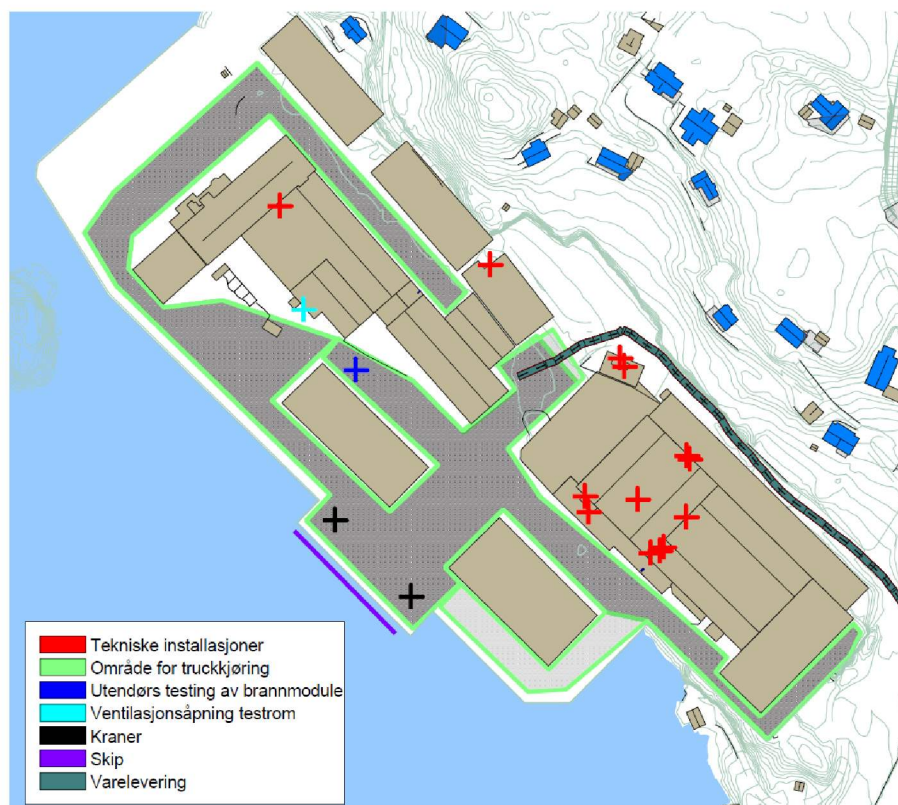 Tekniske installasjoner
Område for truckkjøring
Utendørs testing av brannmodule
Ventilasjonsåpning testrom
Kraner
Skip
Varelevering